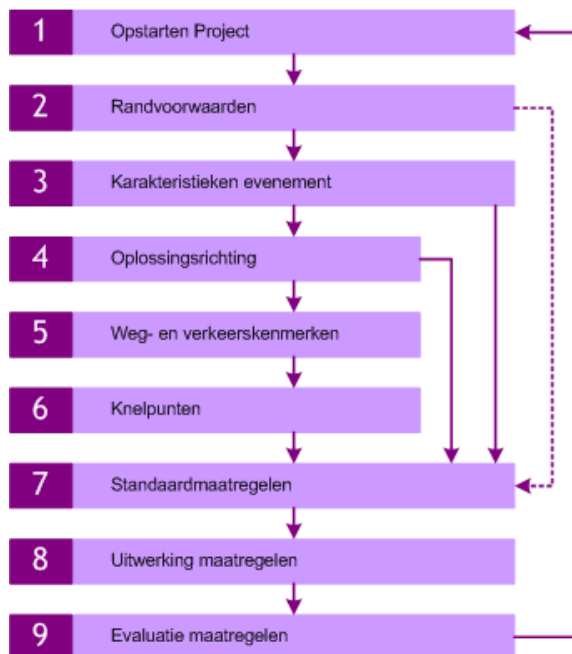 1 Opstarten Project
2 Randvoorwaarden
3 Karakteristieken evenement
4 Oplossingsrichting
5 Weg- en verkeerskenmerken
6 Knelpunten
7 Standaardmaatregelen
8 Uitwerking maatregelen
9 Evaluatie maatregelen